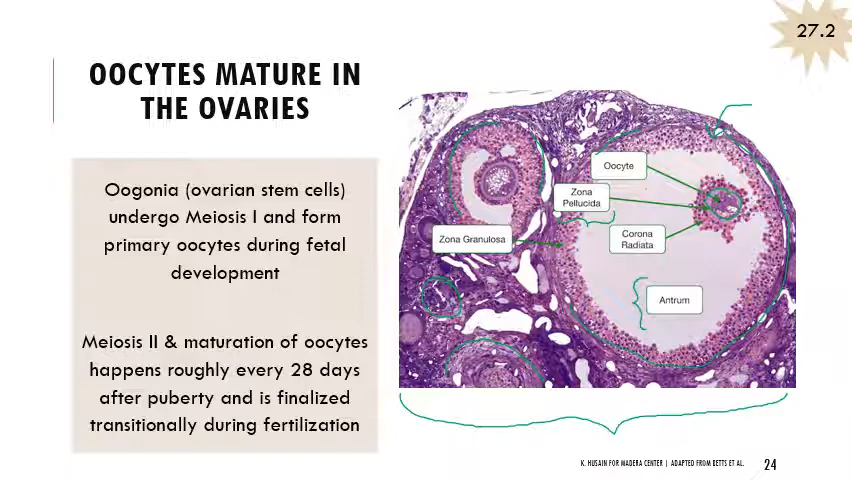 27.2
OOCYTES MATURE IN
THE OVARIES
Oogonia (ovarian stem cells)
undergo Meiosis I and form
primary oocytes during fetal
development
Meiosis II & maturation of oocytes
happens roughly every 28 days
after puberty and is finalized
transitionally during fertilization
Oocyte
Zona
Pellucida
Zona Granulosa
Corona
Radiata
Antrum
K. HUSAIN FOR MADERA CENTER | ADAPTED FROM BETTS ET AL.
24